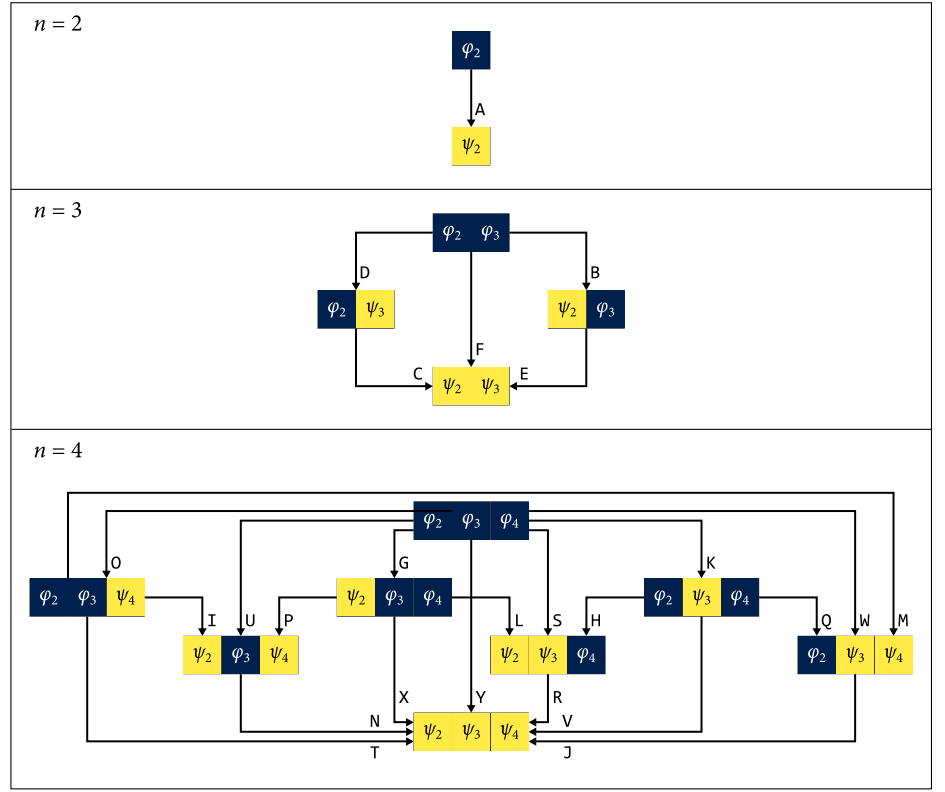 n = 2
φ2
A
ψ2
n = 3
φ2 φ3
D B
φ2 ψ3 ψ2 φ3
F
C ψ2 ψ3 E
n = 4
φ2 φ3 φ4
O G K
φ2 φ3 ψ4 ψ2 φ3 φ4 φ2 ψ3 φ4
I U P L S H Q W M
ψ2 φ3 ψ4 ψ2 ψ3 φ4 φ2 ψ3 ψ4
X Y R
N V
ψ2 ψ3 ψ4
T J